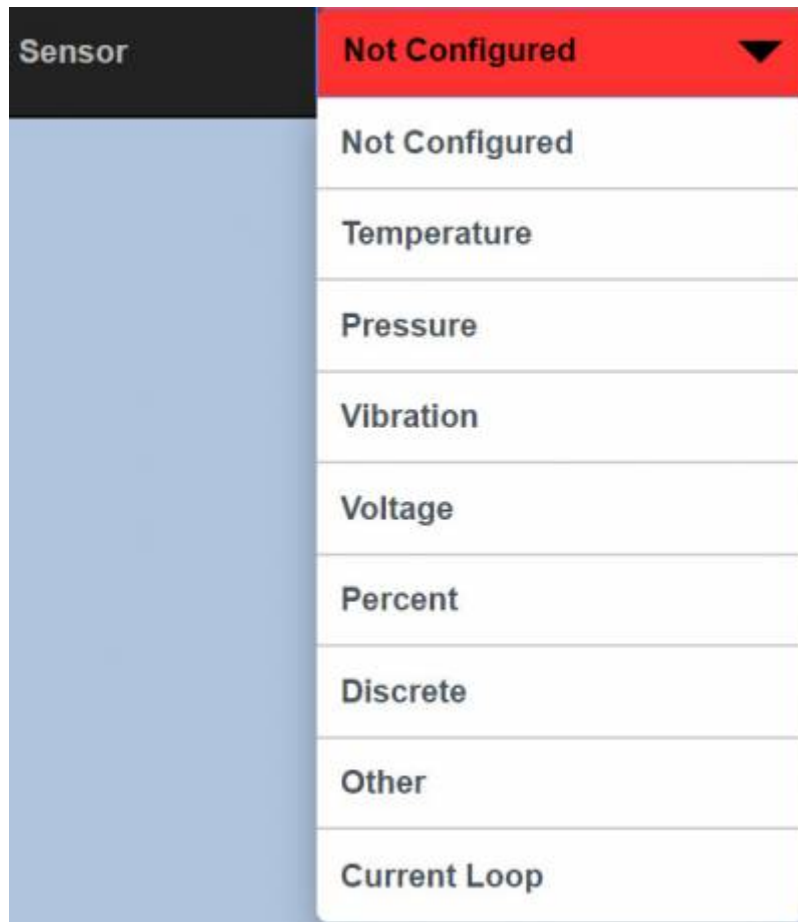 Sensor
Not Configured
Not Configured
Temperature
Pressure
Vibration
Voltage
Percent
Discrete
Other
Current Loop